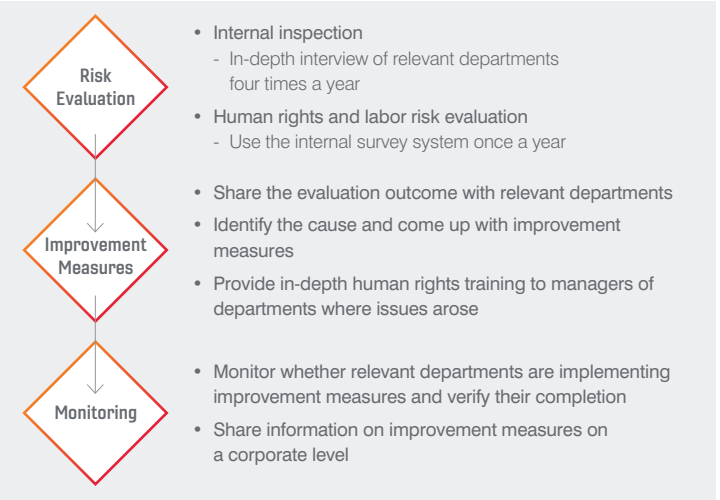 Risk
Evaluation
• Internal inspection
- In-depth interview of relevant departments
four times a year
• Human rights and labor risk evaluation
- Use the internal survey system once a year
Improvement
Measures
• Share the evaluation outcome with relevant departments
• Identify the cause and come up with improvement
measures
• Provide in-depth human rights training to managers of
departments where issues arose
Monitoring
• Monitor whether relevant departments are implementing
improvement measures and verify their completion
• Share information on improvement measures on
a corporate level